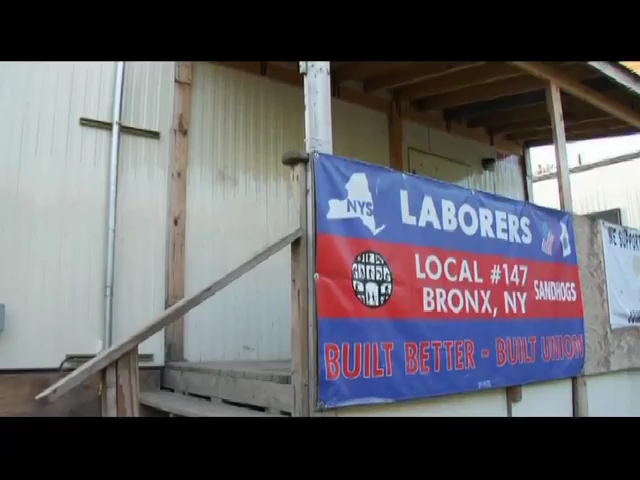 NYS
LABORERS
LOCAL #147
BRONX, NY
SANDHOGS
BUILT BETTER - BUILT UNION
WE SUPPORT